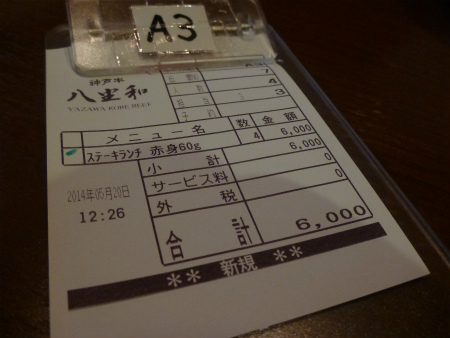 A3
7
4
3
八坐和
YAZAWA KOBE BEEF
メニュー名 数 金額
ステーキランチ 赤身60g 4 6,000
小計 6,000
サービス料 0
外税 0
合計 6,000
2014年05月20日
12:26
** 新規 **